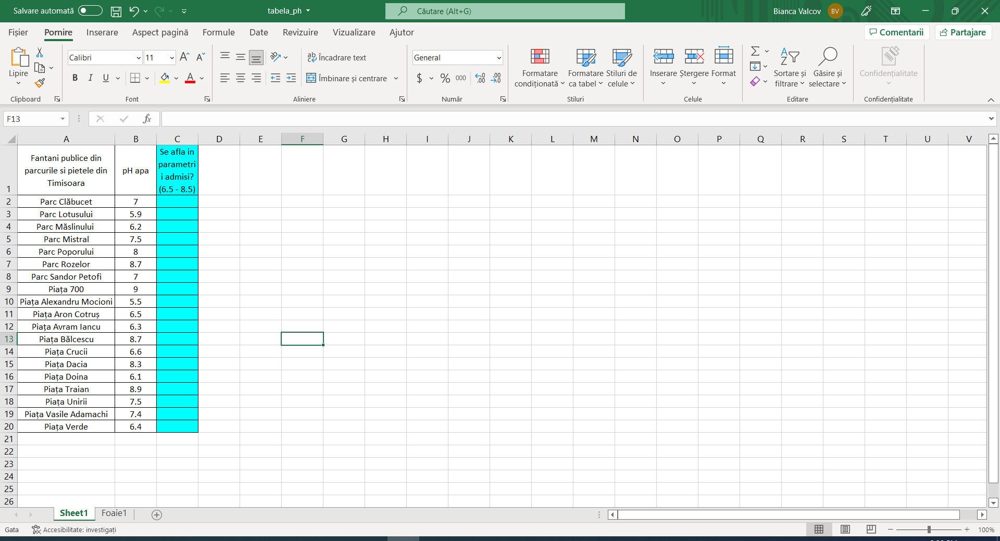 Salvare automată
tabela_ph
Căutare (Alt+G)
Bianca Valcov
BV
Fișier Pornire Inserare Aspect pagină Formule Date Revizuire Vizualizare Ajutor
Comentarii Partajare
Lipire
Clipboard
Calibri 11
B I U
Font
Încadrare text
Îmbinare și centrare
Aliniere
General
$ % 000
Număr
Formatare condiționată
Formatare ca tabel
Stiluri de celule
Stiluri
Inserare Ștergere Format
Celule
Sortare și filtrare
Găsire și selectare
Editare
Confidențialitate
Confidențialitate
F13
fx
A B C D E F G H I J K L M N O P Q R S T U V
1
Fantani publice din
parcurile si pietele din
Timisoara
pH apa
Se afla in
parametri
i admisi?
(6.5 - 8.5)
2 Parc Clăbucet 7
3 Parc Lotusului 5.9
4 Parc Măslinului 6.2
5 Parc Mistral 7.5
6 Parc Poporului 8
7 Parc Rozelor 8.7
8 Parc Sandor Petofi 7
9 Piața 700 9
10 Piața Alexandru Mocioni 5.5
11 Piața Aron Cotruș 6.5
12 Piața Avram Iancu 6.3
13 Piața Bălcescu 8.7
14 Piața Crucii 6.6
15 Piața Dacia 8.3
16 Piața Doina 6.1
17 Piața Traian 8.9
18 Piața Unirii 7.5
19 Piața Vasile Adamachi 7.4
20 Piața Verde 6.4
21
22
23
24
25
26
Sheet1 Foaie1
Gata
Accesibilitate: investigați
100%